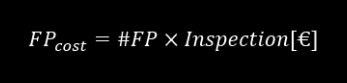 FP_cost = #FP × Inspection[€]